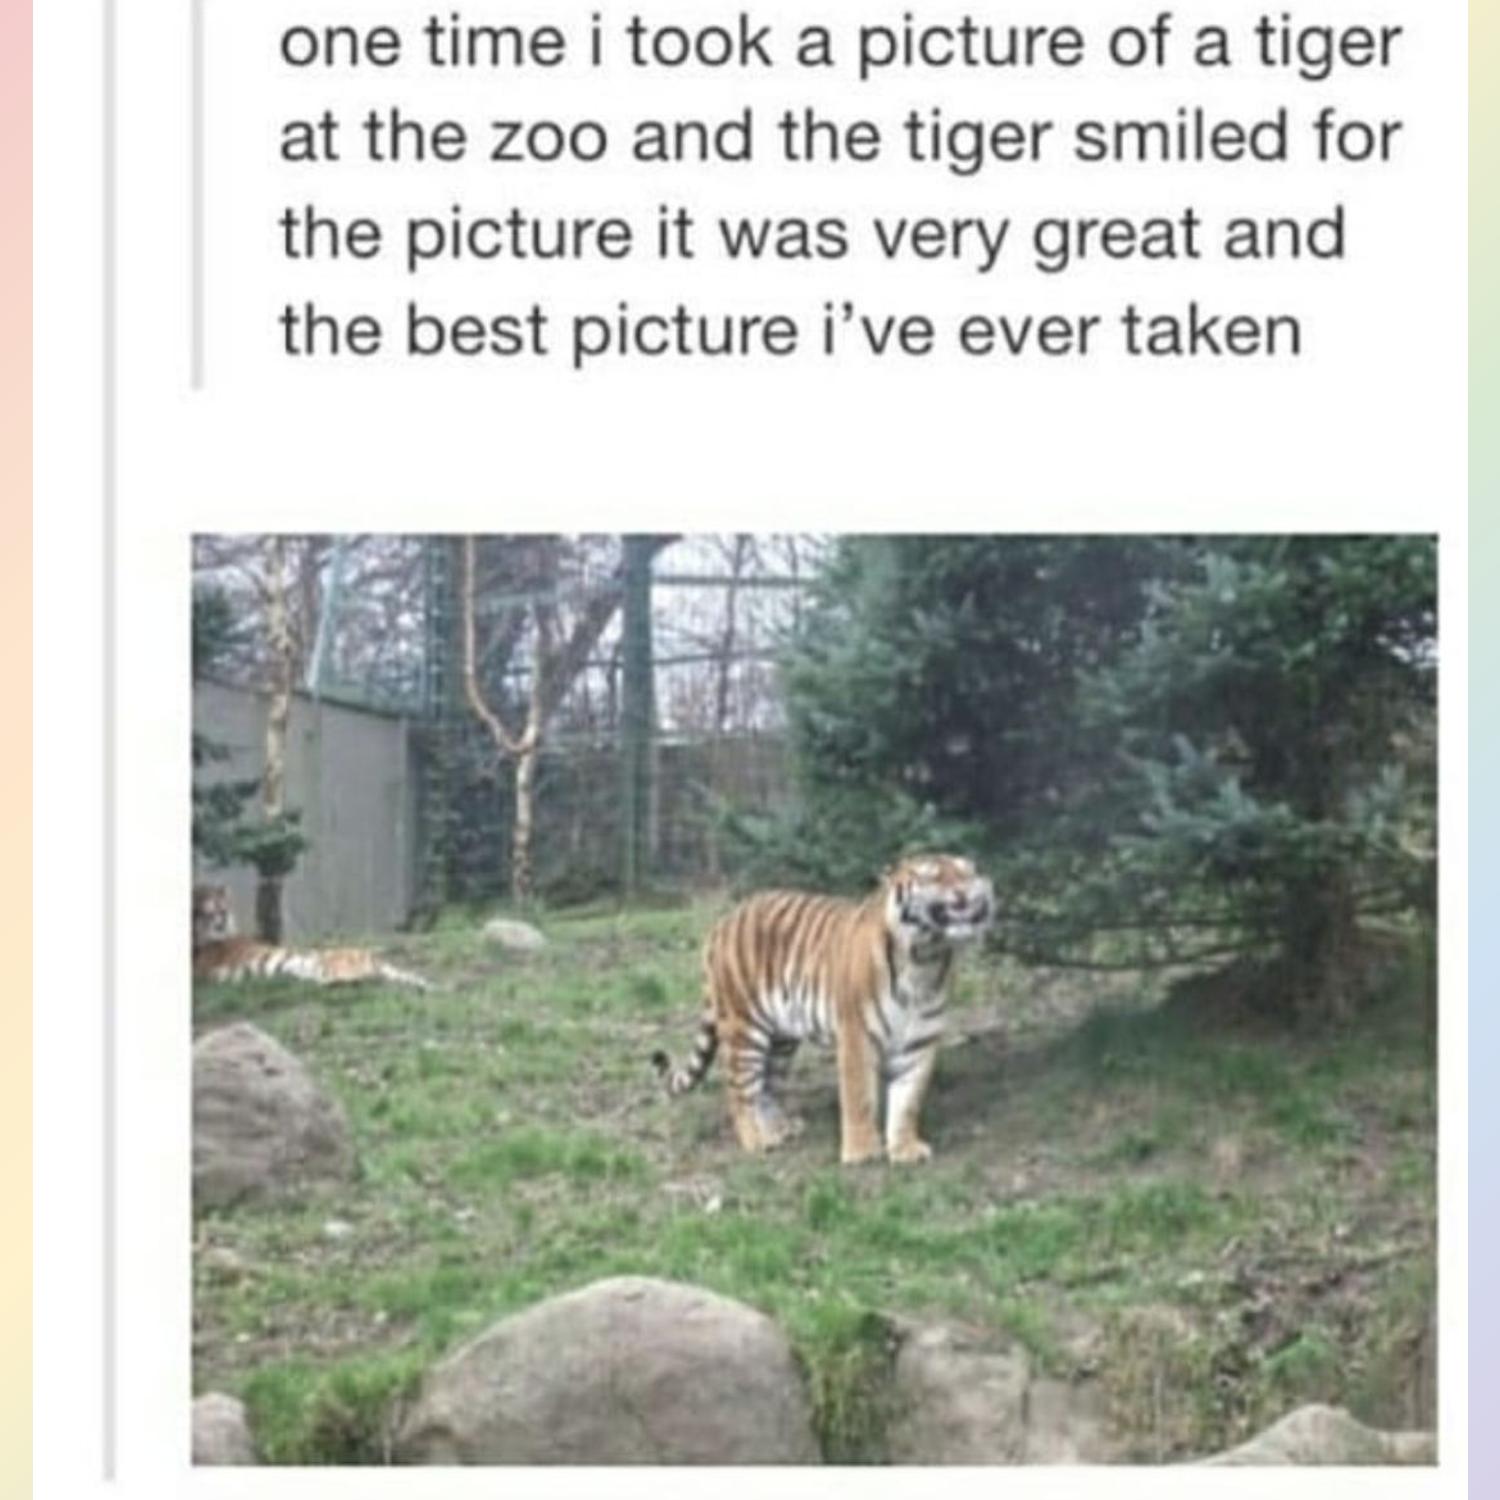 one time i took a picture of a tiger
at the zoo and the tiger smiled for
the picture it was very great and
the best picture i’ve ever taken